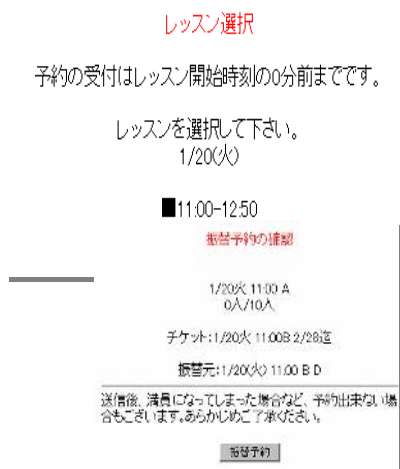 レッスン選択
予約の受付はレッスン開始時刻の0分前までです。
レッスンを選択して下さい。
1/20(火)
■11:00-12:50
振替予約の確認
1/20火 11:00 A
0人/10人
チケット:1/20火 11:00B 2/28迄
振替元:1/20(火) 11:00 B D
送信後、満員になってしまった場合など、予約出来ない場
合もございます。あらかじめご了承ください。
振替予約